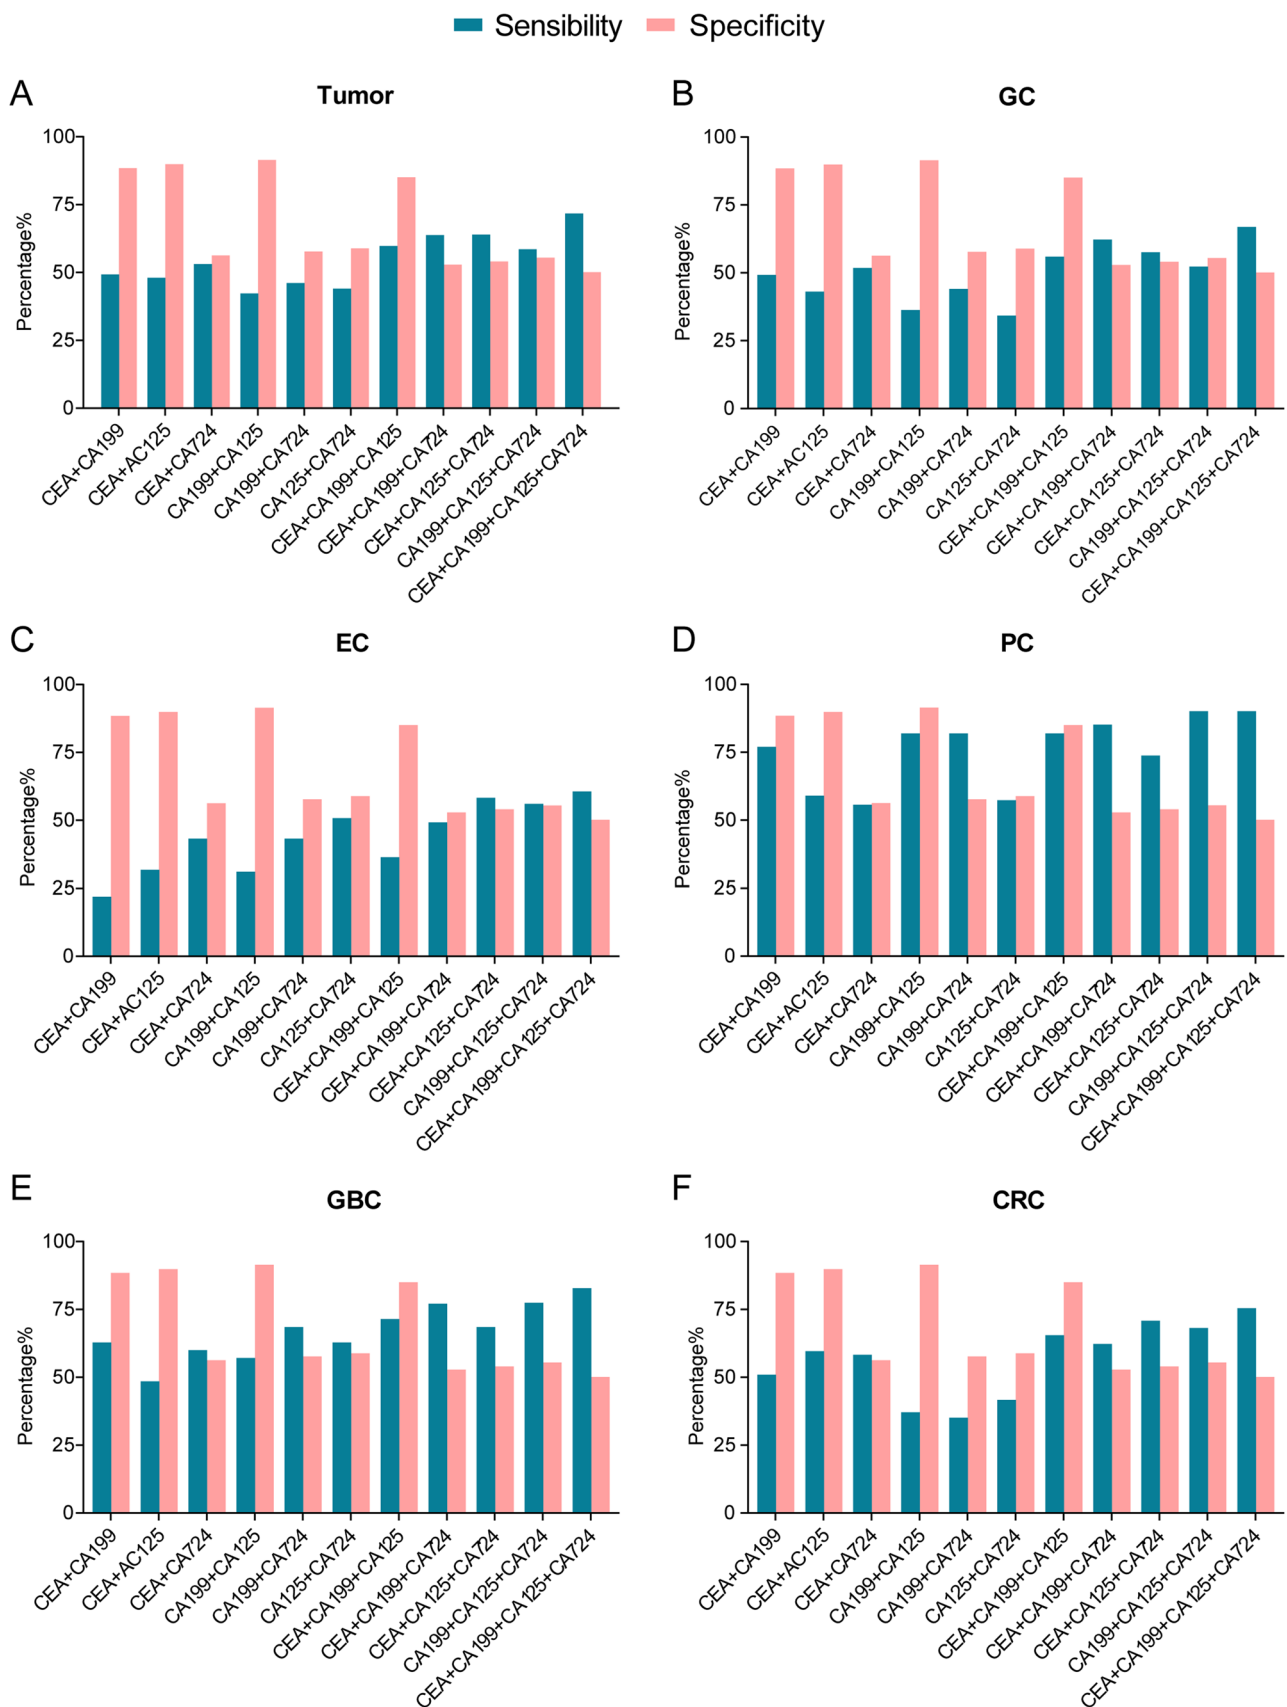 Sensibility Specificity
A
Tumor
Percentage%
100
75
50
25
0
CEA+CA199
CEA+AC125
CEA+CA724
CA199+CA125
CA199+CA724
CA125+CA724
CEA+CA199+CA125
CEA+CA199+CA724
CEA+CA125+CA724
CA199+CA125+CA724
CEA+CA199+CA125+CA724
B
GC
Percentage%
100
75
50
25
0
CEA+CA199
CEA+AC125
CEA+CA724
CA199+CA125
CA199+CA724
CA125+CA724
CEA+CA199+CA125
CEA+CA199+CA724
CEA+CA125+CA724
CA199+CA125+CA724
CEA+CA199+CA125+CA724
C
EC
Percentage%
100
75
50
25
0
CEA+CA199
CEA+AC125
CEA+CA724
CA199+CA125
CA199+CA724
CA125+CA724
CEA+CA199+CA125
CEA+CA199+CA724
CEA+CA125+CA724
CA199+CA125+CA724
CEA+CA199+CA125+CA724
D
PC
Percentage%
100
75
50
25
0
CEA+CA199
CEA+AC125
CEA+CA724
CA199+CA125
CA199+CA724
CA125+CA724
CEA+CA199+CA125
CEA+CA199+CA724
CEA+CA125+CA724
CA199+CA125+CA724
CEA+CA199+CA125+CA724
E
GBC
Percentage%
100
75
50
25
0
CEA+CA199
CEA+AC125
CEA+CA724
CA199+CA125
CA199+CA724
CA125+CA724
CEA+CA199+CA125
CEA+CA199+CA724
CEA+CA125+CA724
CA199+CA125+CA724
CEA+CA199+CA125+CA724
F
CRC
Percentage%
100
75
50
25
0
CEA+CA199
CEA+AC125
CEA+CA724
CA199+CA125
CA199+CA724
CA125+CA724
CEA+CA199+CA125
CEA+CA199+CA724
CEA+CA125+CA724
CA199+CA125+CA724
CEA+CA199+CA125+CA724